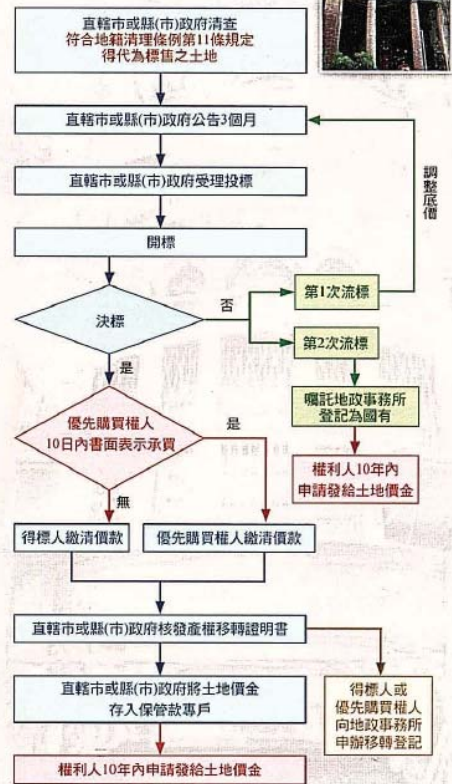 直轄市或縣(市)政府清查
符合地籍清理條例第11條規定
得代為標售之土地
直轄市或縣(市)政府公告3個月
調整底價
直轄市或縣(市)政府受理投標
開標
決標
否
第1次流標
第2次流標
囑託地政事務所
登記為國有
權利人10年內
申請發給土地價金
是
優先購買權人
10日內書面表示承買
是
無
得標人繳清價款
優先購買權人繳清價款
直轄市或縣(市)政府核發產權移轉證明書
直轄市或縣(市)政府將土地價金
存入保管款專戶
得標人或
優先購買權人
向地政事務所
申辦移轉登記
權利人10年內申請發給土地價金